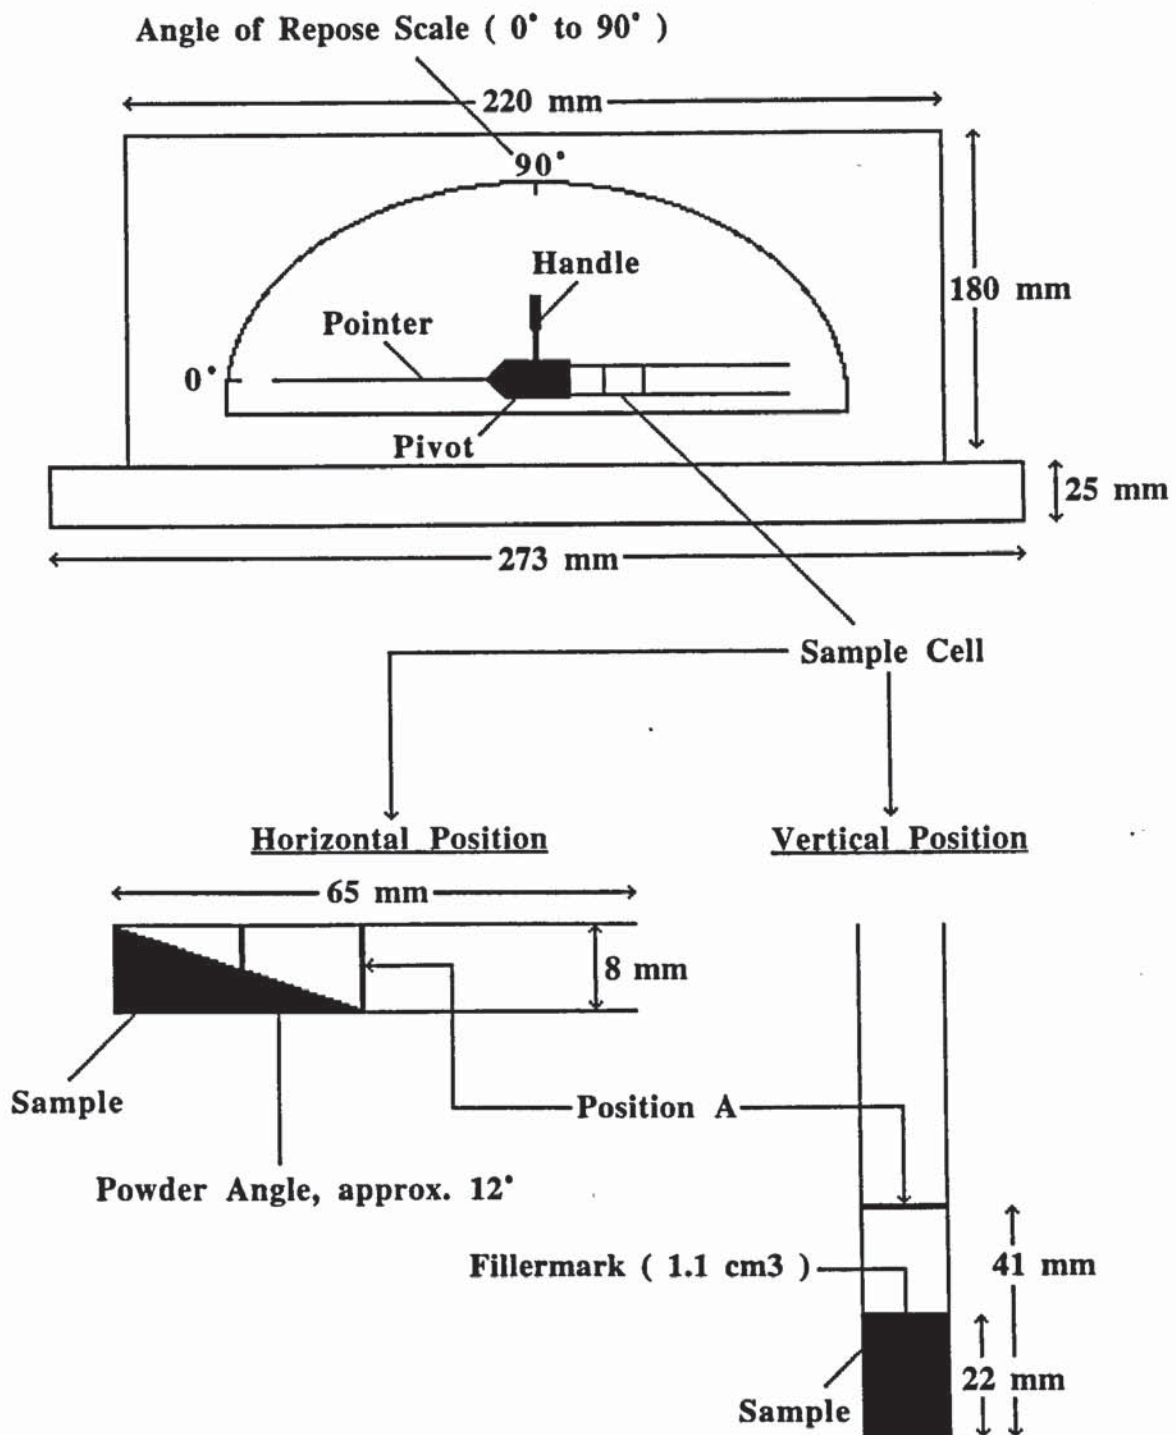 Angle of Repose Scale ( 0° to 90° )
220 mm
90°
Handle
180 mm
Pointer
0°
Pivot
25 mm
273 mm
Sample Cell
Horizontal Position
Vertical Position
65 mm
8 mm
Sample
Position A
Powder Angle, approx. 12°
Fillermark ( 1.1 cm3 )
41 mm
22 mm
Sample